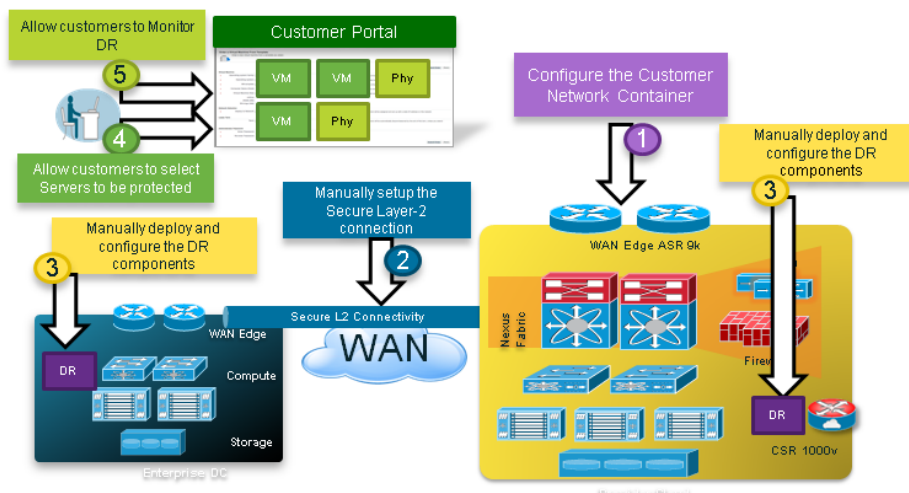 Allow customers to Monitor
DR
5
4
Allow customers to select
Servers to be protected
Customer Portal
VM
VM
Phy
VM
Phy
Configure the Customer
Network Container
1
Manually deploy and
configure the DR
components
3
Manually setup the
Secure Layer-2
connection
2
Manually deploy and
configure the DR
components
3
WAN Edge ASR 9k
Nexus
Fabric
Secure L2 Connectivity
WAN
WAN Edge
DR
Compute
Storage
Enterprise DC
DR
CSR 1000v